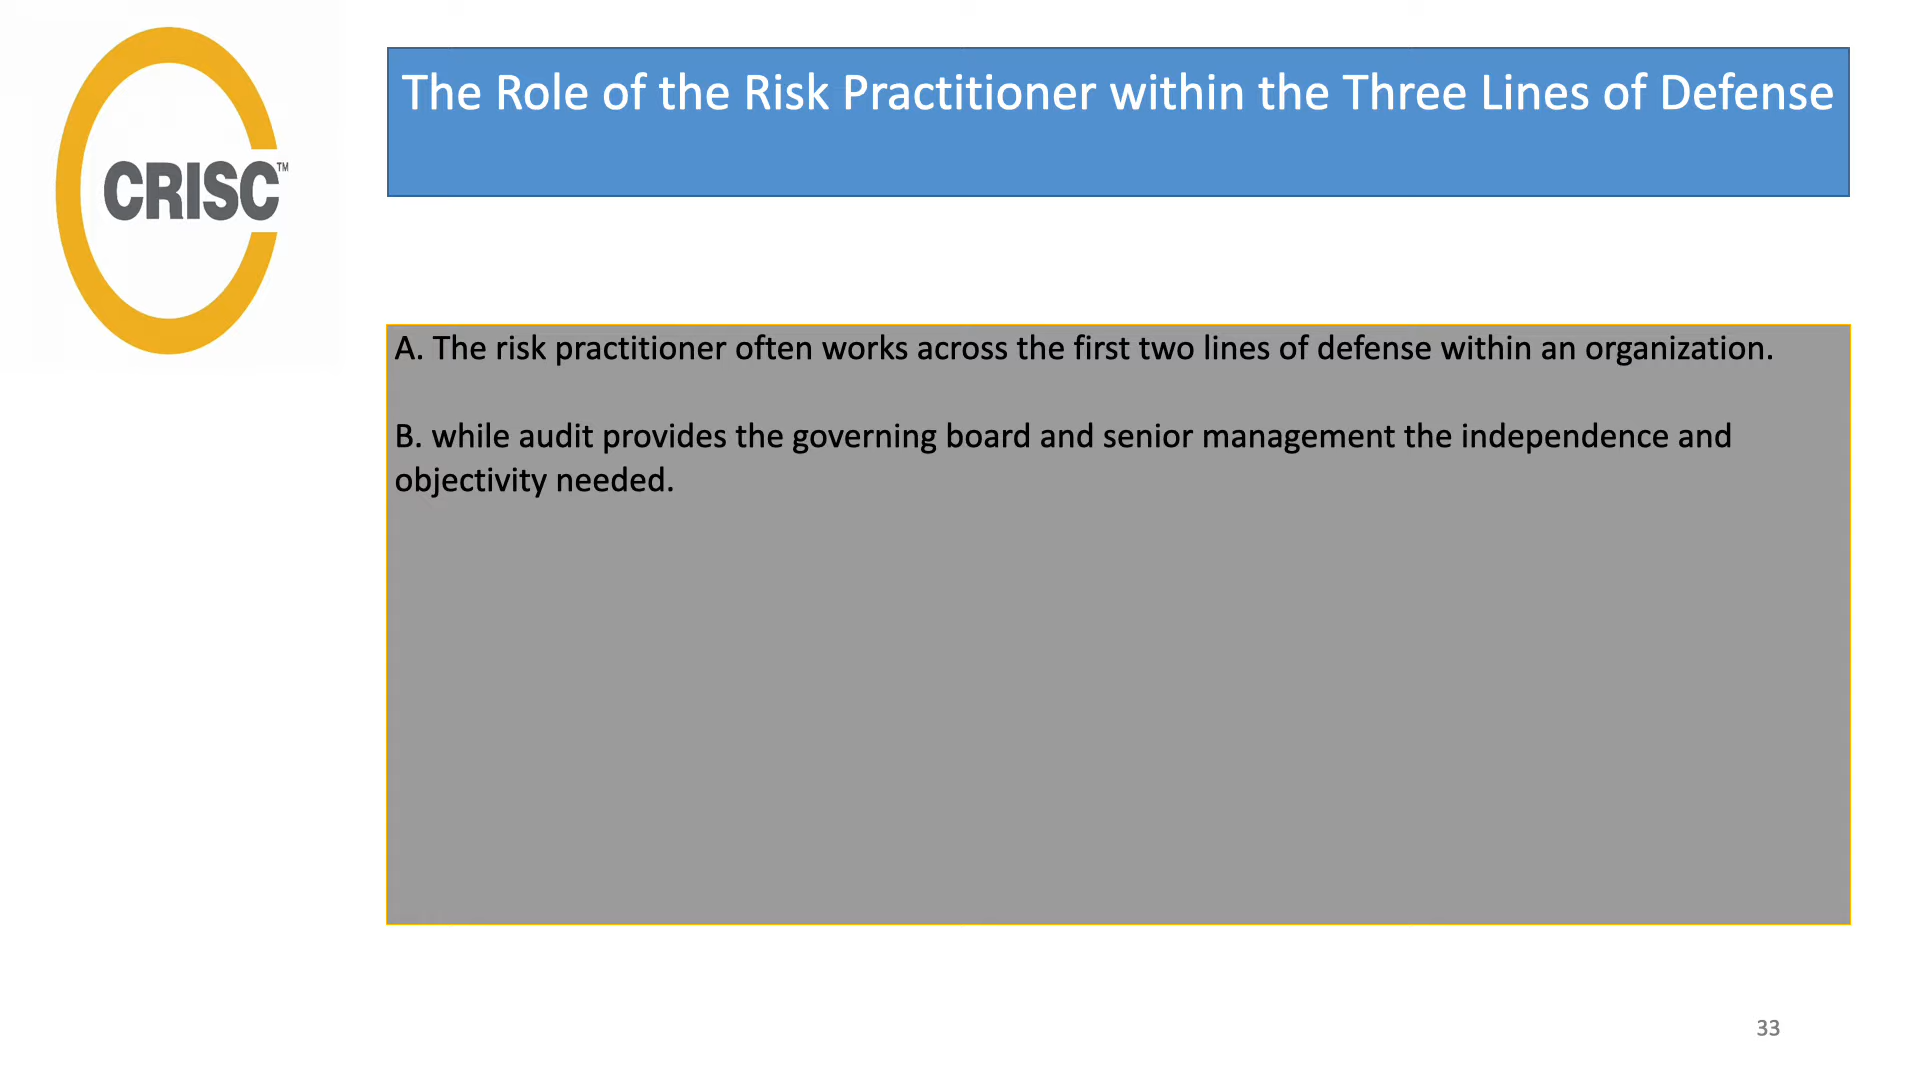 CRISC™
The Role of the Risk Practitioner within the Three Lines of Defense
A. The risk practitioner often works across the first two lines of defense within an organization.
B. while audit provides the governing board and senior management the independence and
objectivity needed.
33